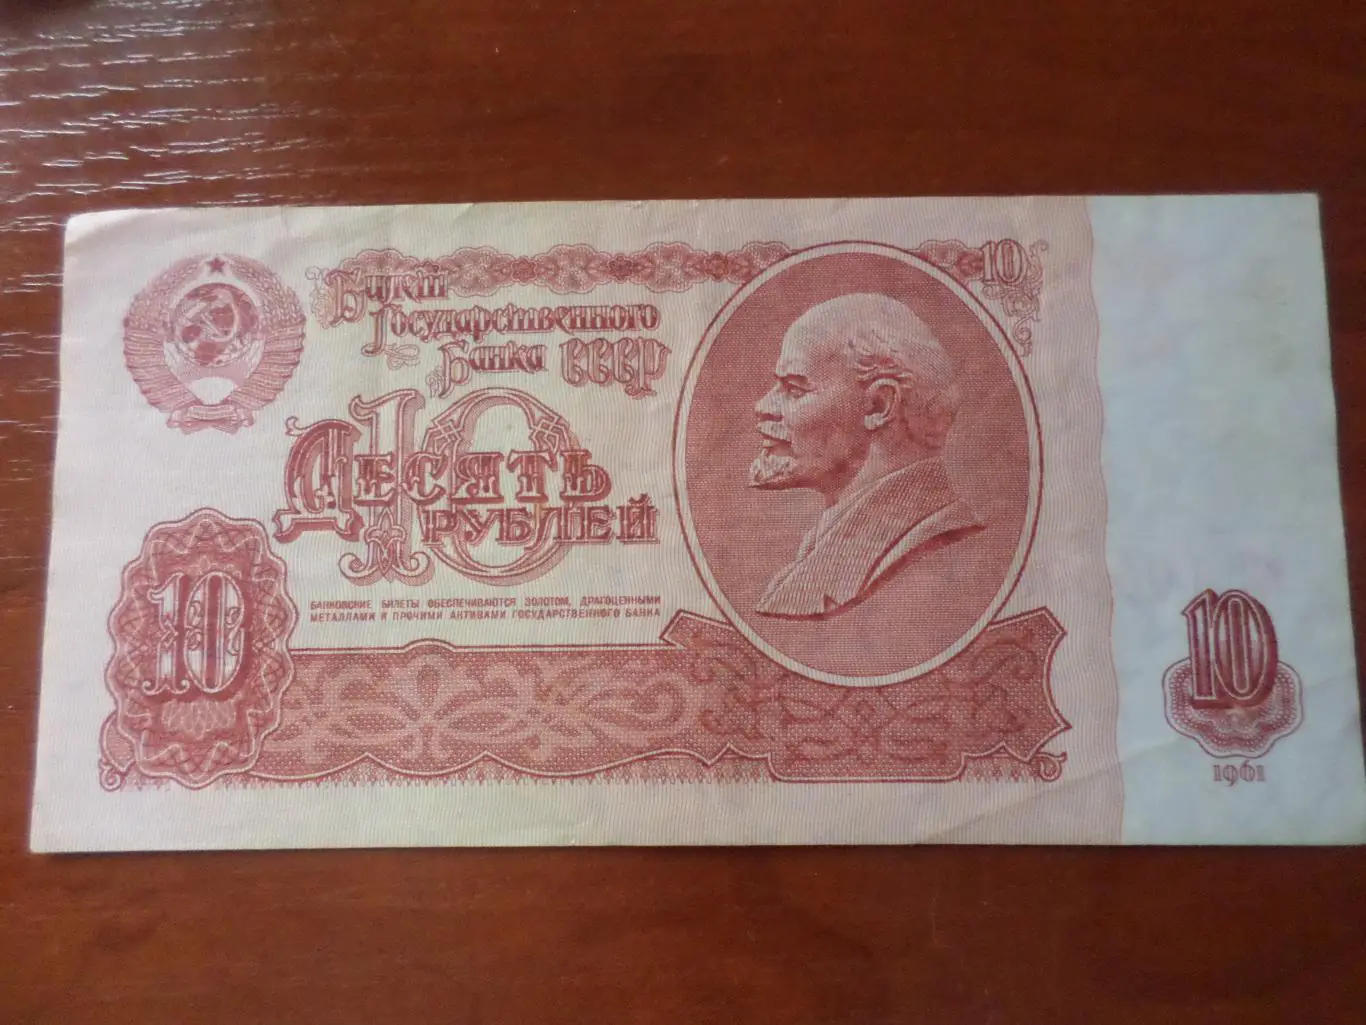 10
Билет
Государственного
Банка СССР
10
Десять
рублей
БАНКОВСКИЕ БИЛЕТЫ ОБЕСПЕЧИВАЮТСЯ ЗОЛОТОМ, ДРАГОЦЕННЫМИ
МЕТАЛЛАМИ И ПРОЧИМИ АКТИВАМИ ГОСУДАРСТВЕННОГО БАНКА
10
10
1961